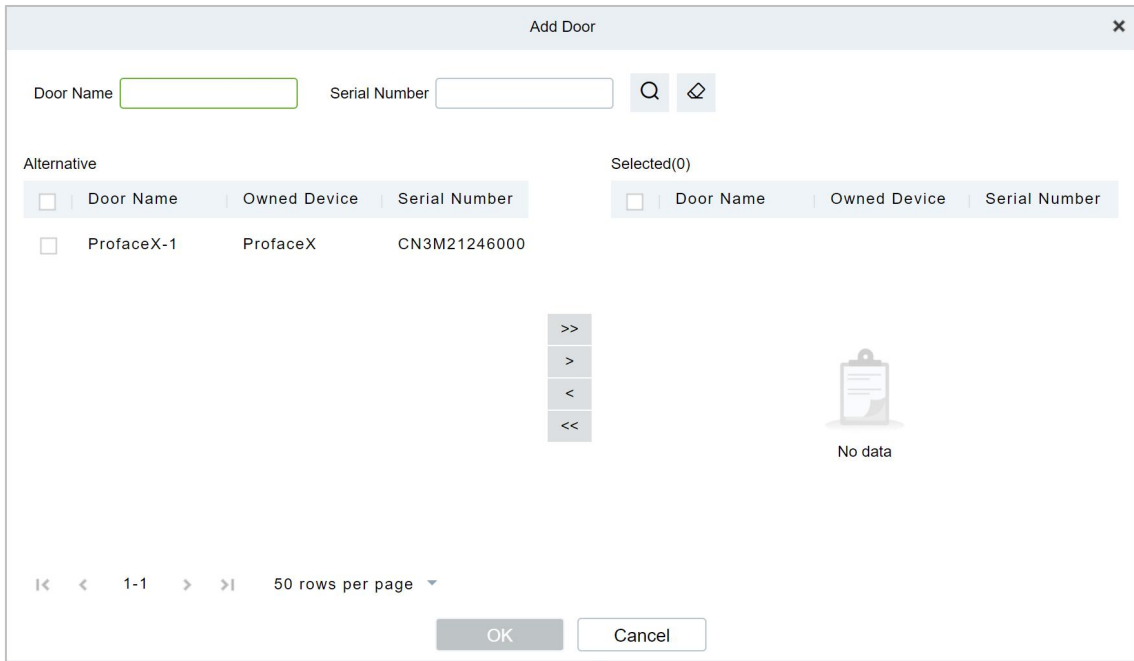 Add Door
Door Name
Serial Number
Alternative
Door Name Owned Device Serial Number
ProfaceX-1 ProfaceX CN3M21246000
>>
>
<
<<
Selected(0)
Door Name Owned Device Serial Number
No data
1-1 50 rows per page
OK Cancel